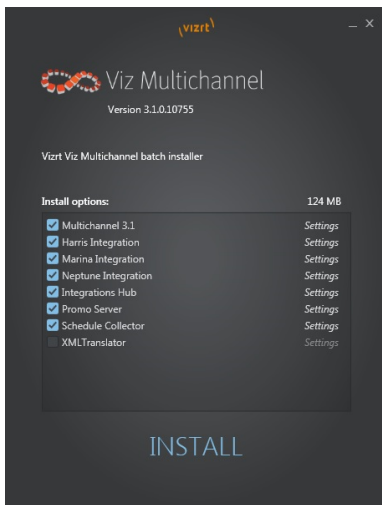 (vizrt)
Viz Multichannel
Version 3.1.0.10755
Vizrt Viz Multichannel batch installer
Install options: 124 MB
Multichannel 3.1 Settings
Harris Integration Settings
Marina Integration Settings
Neptune Integration Settings
Integrations Hub Settings
Promo Server Settings
Schedule Collector Settings
XMLTranslator Settings
INSTALL